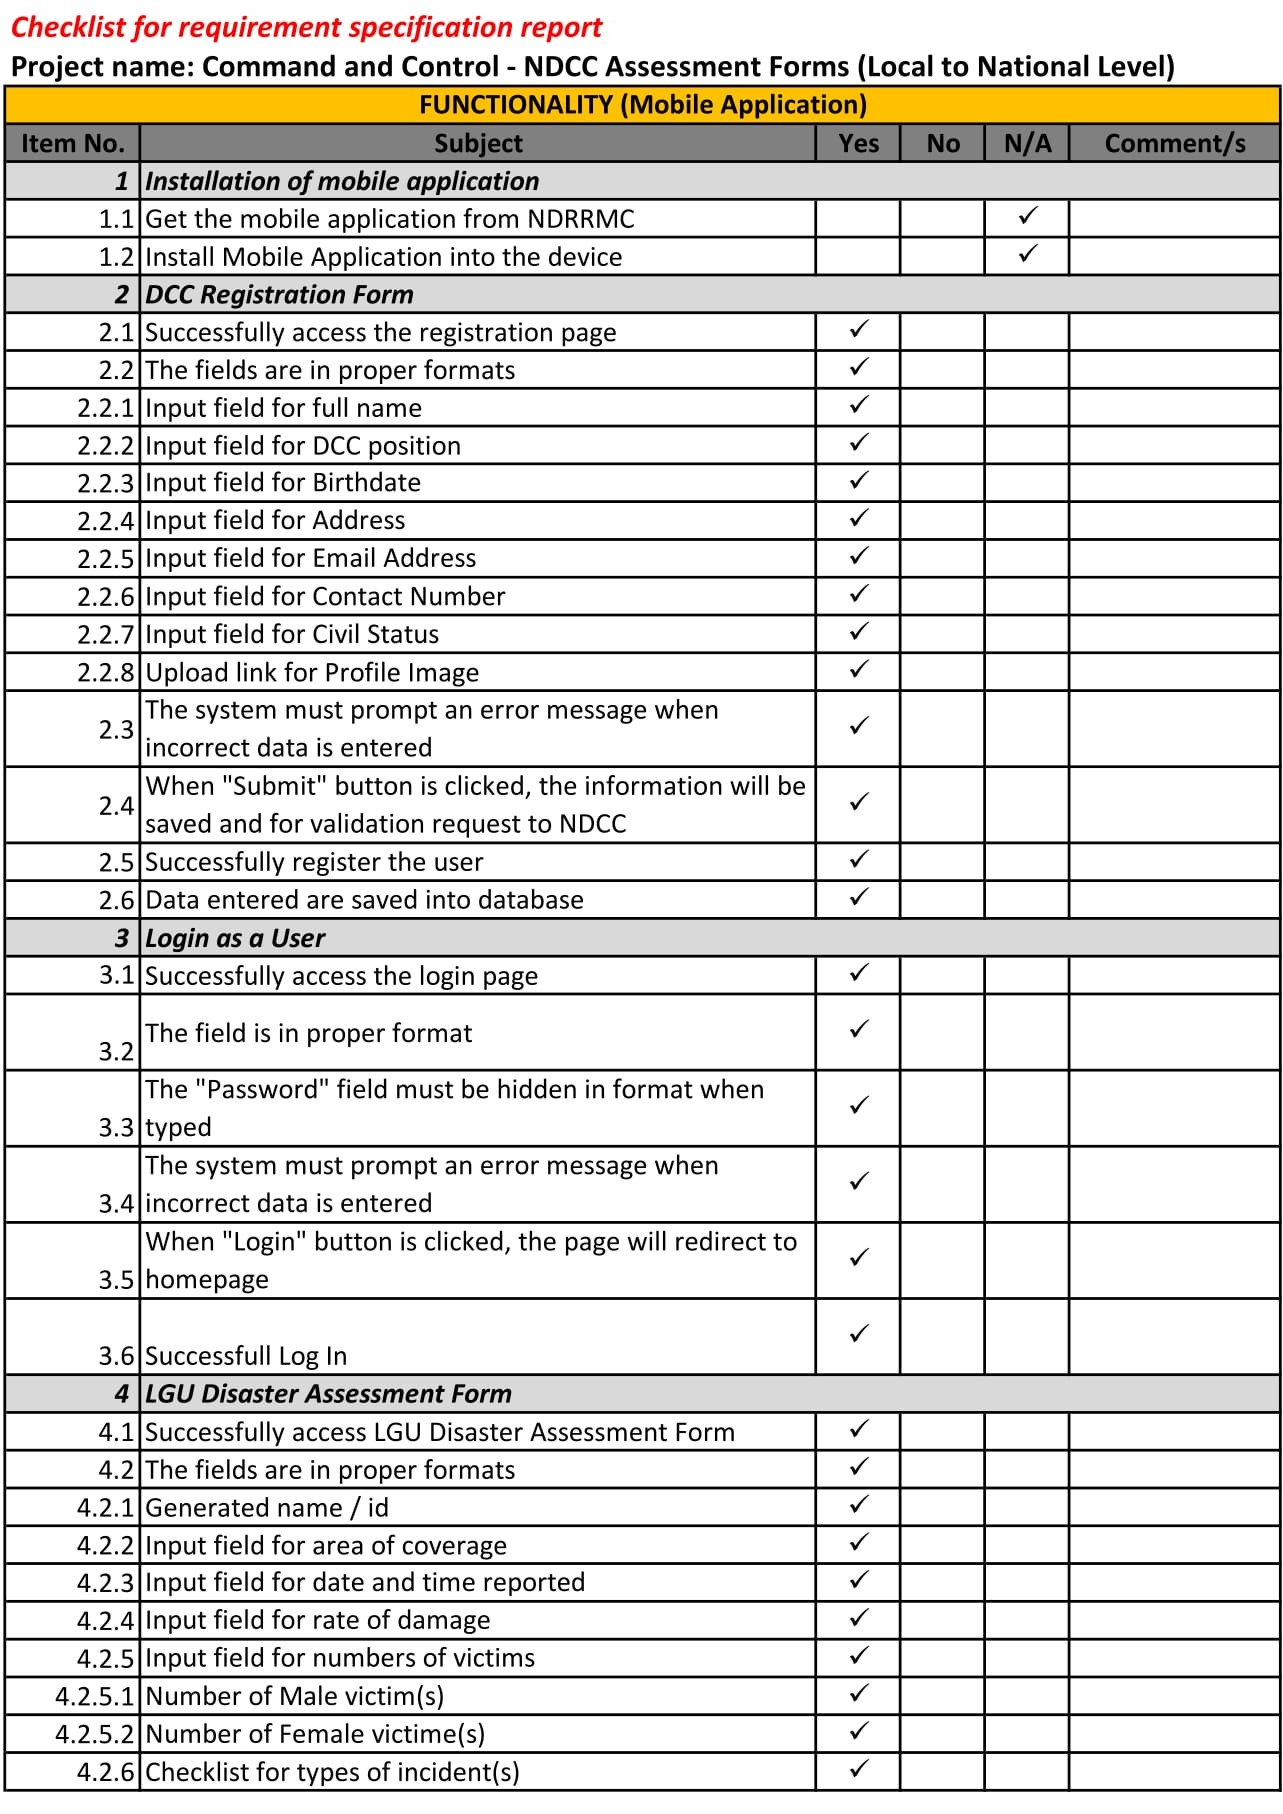 Checklist for requirement specification report
Project name: Command and Control - NDCC Assessment Forms (Local to National Level)
FUNCTIONALITY (Mobile Application)
Item No. Subject Yes No N/A Comment/s
1 Installation of mobile application
1.1 Get the mobile application from NDRRMC ✓
1.2 Install Mobile Application into the device ✓
2 DCC Registration Form
2.1 Successfully access the registration page ✓
2.2 The fields are in proper formats ✓
2.2.1 Input field for full name ✓
2.2.2 Input field for DCC position ✓
2.2.3 Input field for Birthdate ✓
2.2.4 Input field for Address ✓
2.2.5 Input field for Email Address ✓
2.2.6 Input field for Contact Number ✓
2.2.7 Input field for Civil Status ✓
2.2.8 Upload link for Profile Image ✓
2.3 The system must prompt an error message when
incorrect data is entered ✓
2.4 When "Submit" button is clicked, the information will be
saved and for validation request to NDCC ✓
2.5 Successfully register the user ✓
2.6 Data entered are saved into database ✓
3 Login as a User
3.1 Successfully access the login page ✓
3.2 The field is in proper format ✓
The "Password" field must be hidden in format when
3.3 typed ✓
The system must prompt an error message when
3.4 incorrect data is entered ✓
When "Login" button is clicked, the page will redirect to
3.5 homepage ✓
3.6 Successfull Log In ✓
4 LGU Disaster Assessment Form
4.1 Successfully access LGU Disaster Assessment Form ✓
4.2 The fields are in proper formats ✓
4.2.1 Generated name / id ✓
4.2.2 Input field for area of coverage ✓
4.2.3 Input field for date and time reported ✓
4.2.4 Input field for rate of damage ✓
4.2.5 Input field for numbers of victims ✓
4.2.5.1 Number of Male victim(s) ✓
4.2.5.2 Number of Female victime(s) ✓
4.2.6 Checklist for types of incident(s) ✓